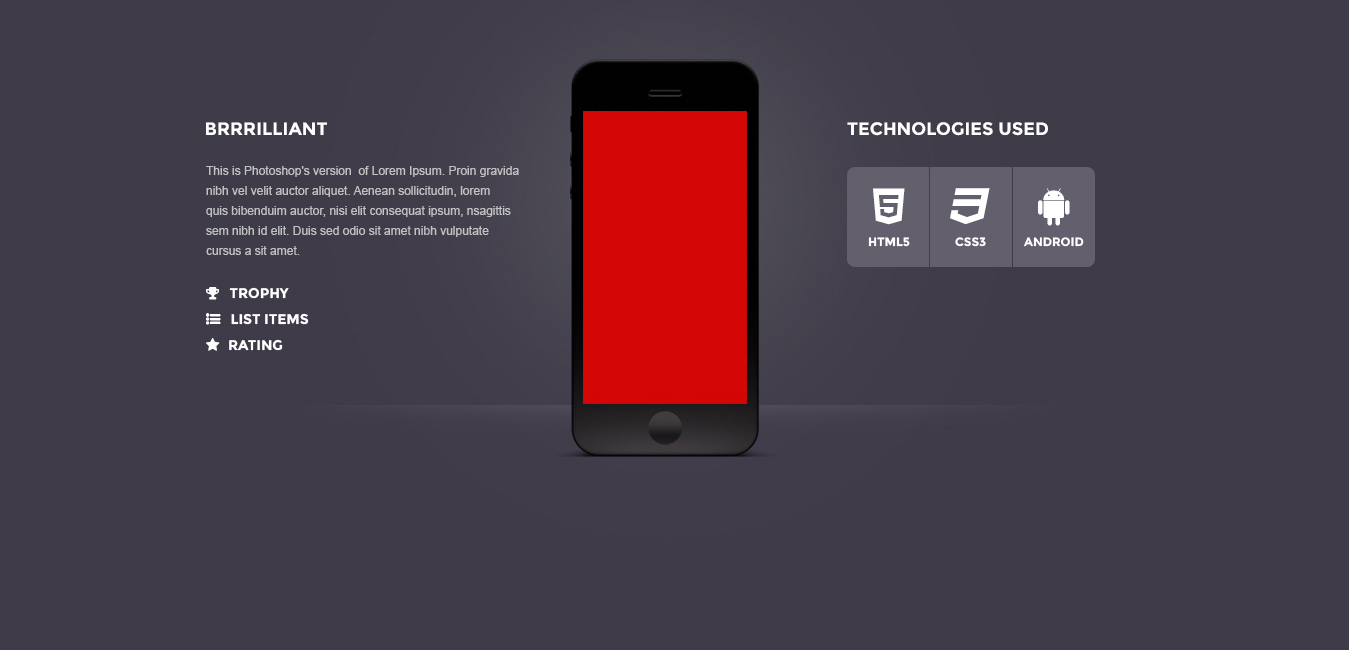 BRRRILLIANT
This is Photoshop's version  of Lorem Ipsum. Proin gravida
nibh vel velit auctor aliquet. Aenean sollicitudin, lorem
quis bibenduim auctor, nisi elit consequat ipsum, nsagittis
sem nibh id elit. Duis sed odio sit amet nibh vulputate
cursus a sit amet.
TROPHY
LIST ITEMS
RATING
TECHNOLOGIES USED
HTML5
CSS3
ANDROID